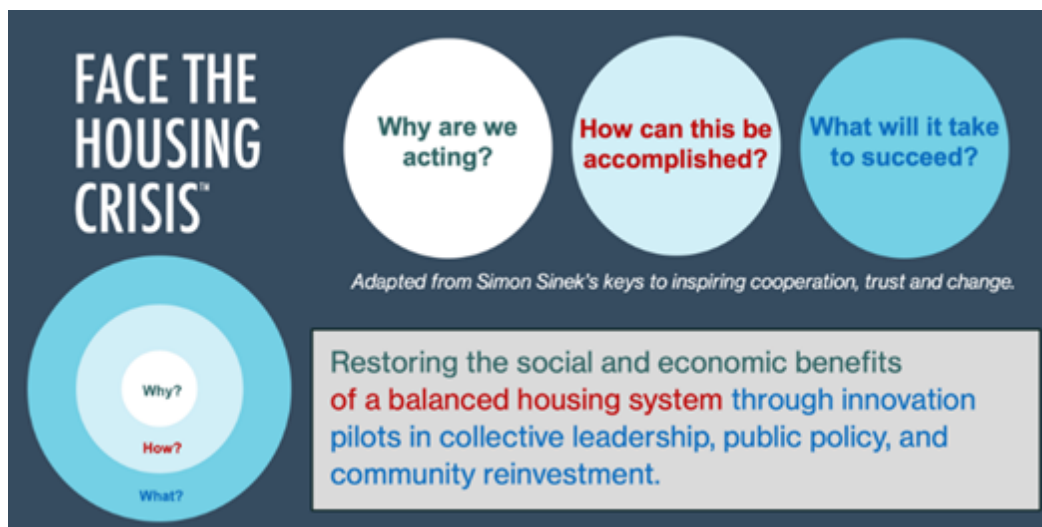 FACE THE
HOUSING
CRISIS™
Why are we
acting?
How can this be
accomplished?
What will it take
to succeed?
Adapted from Simon Sinek's keys to inspiring cooperation, trust and change.
Why?
How?
What?
Restoring the social and economic benefits
of a balanced housing system through innovation
pilots in collective leadership, public policy, and
community reinvestment.